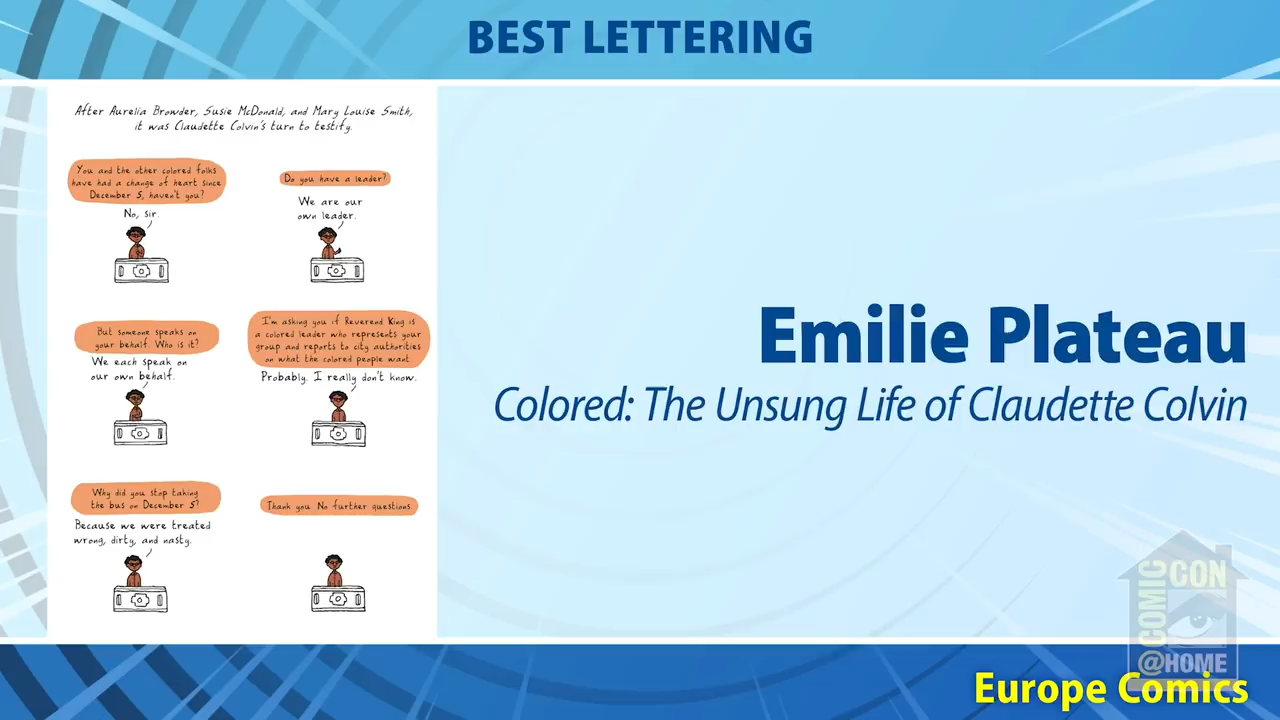 BEST LETTERING
After Aurelia Browder, Susie McDonald, and Mary Louise Smith,
it was Claudette Colvin's turn to testify.
You and the other colored folks
have had a change of heart since
December 5, haven't you?
No, sir.
Do you have a leader?
We are our
own leader.
But someone speaks on
your behalf. Who is it?
We each speak on
our own behalf.
I'm asking you if Reverend King is
a colored leader who represents your
group and reports to city authorities
on what the colored people want
Probably. I really don't know.
Why did you stop taking
the bus on December 5?
Because we were treated
wrong, dirty, and nasty.
Thank you No further questions.
Emilie Plateau
Colored: The Unsung Life of Claudette Colvin
COMIC
CON
@HOME
Europe Comics